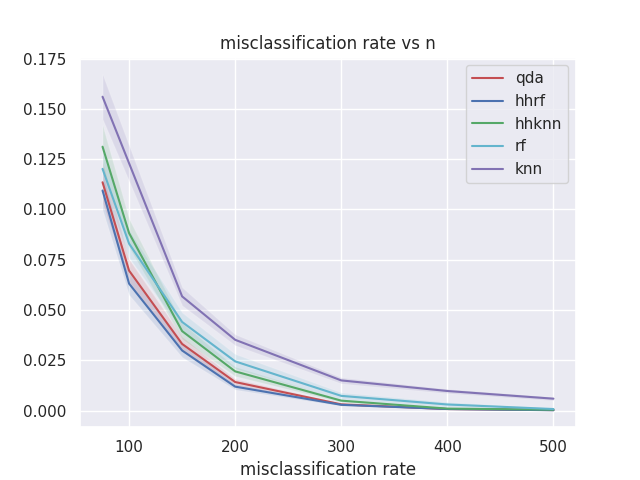 misclassification rate vs n
0.175
0.150
0.125
0.100
0.075
0.050
0.025
0.000
qda
hhrf
hhknn
rf
knn
100 200 300 400 500
misclassification rate